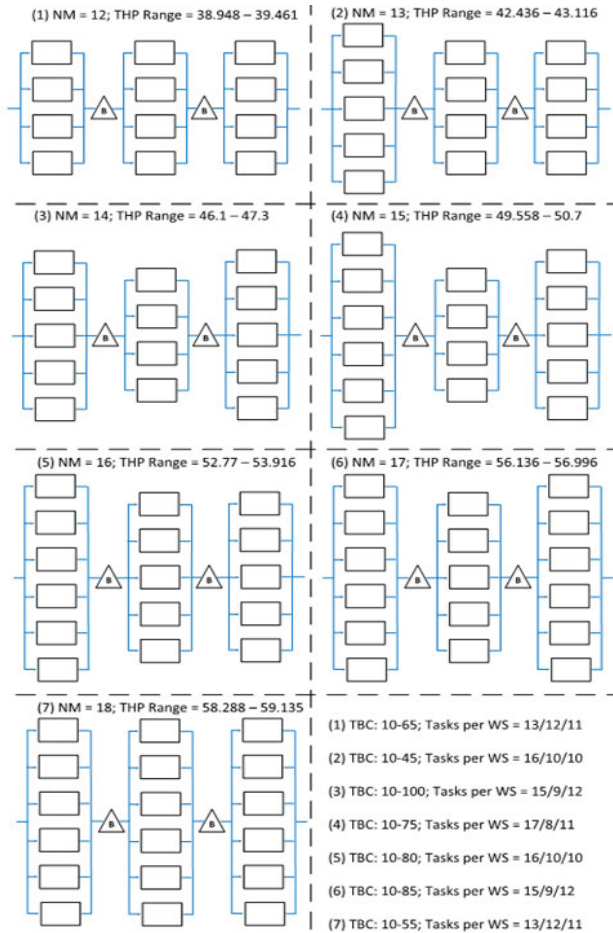 (1) NM = 12; THP Range = 38.948 – 39.461
(2) NM = 13; THP Range = 42.436 – 43.116
B
B
B
B
(3) NM = 14; THP Range = 46.1 – 47.3
(4) NM = 15; THP Range = 49.558 – 50.7
B
B
B
B
(5) NM = 16; THP Range = 52.77 – 53.916
(6) NM = 17; THP Range = 56.136 – 56.996
B
B
B
B
(7) NM = 18; THP Range = 58.288 – 59.135
B
B
(1) TBC: 10-65; Tasks per WS = 13/12/11
(2) TBC: 10-45; Tasks per WS = 16/10/10
(3) TBC: 10-100; Tasks per WS = 15/9/12
(4) TBC: 10-75; Tasks per WS = 17/8/11
(5) TBC: 10-80; Tasks per WS = 16/10/10
(6) TBC: 10-85; Tasks per WS = 15/9/12
(7) TBC: 10-55; Tasks per WS = 13/12/11